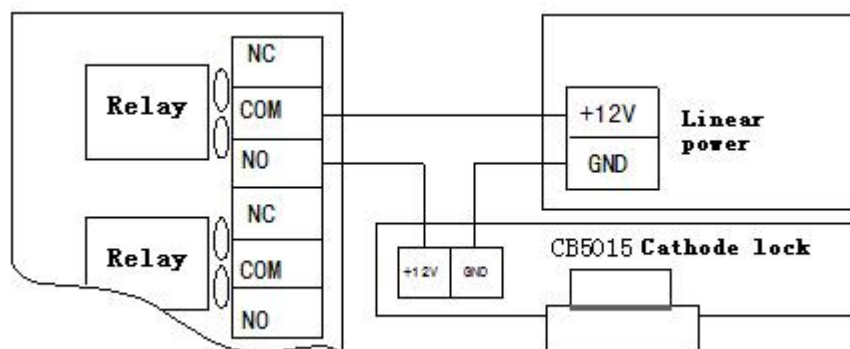 NC
Relay
COM
NO
NC
Relay
COM
NO
+12V
GND
Linear
power
CB5015 Cathode lock
+12V
GND